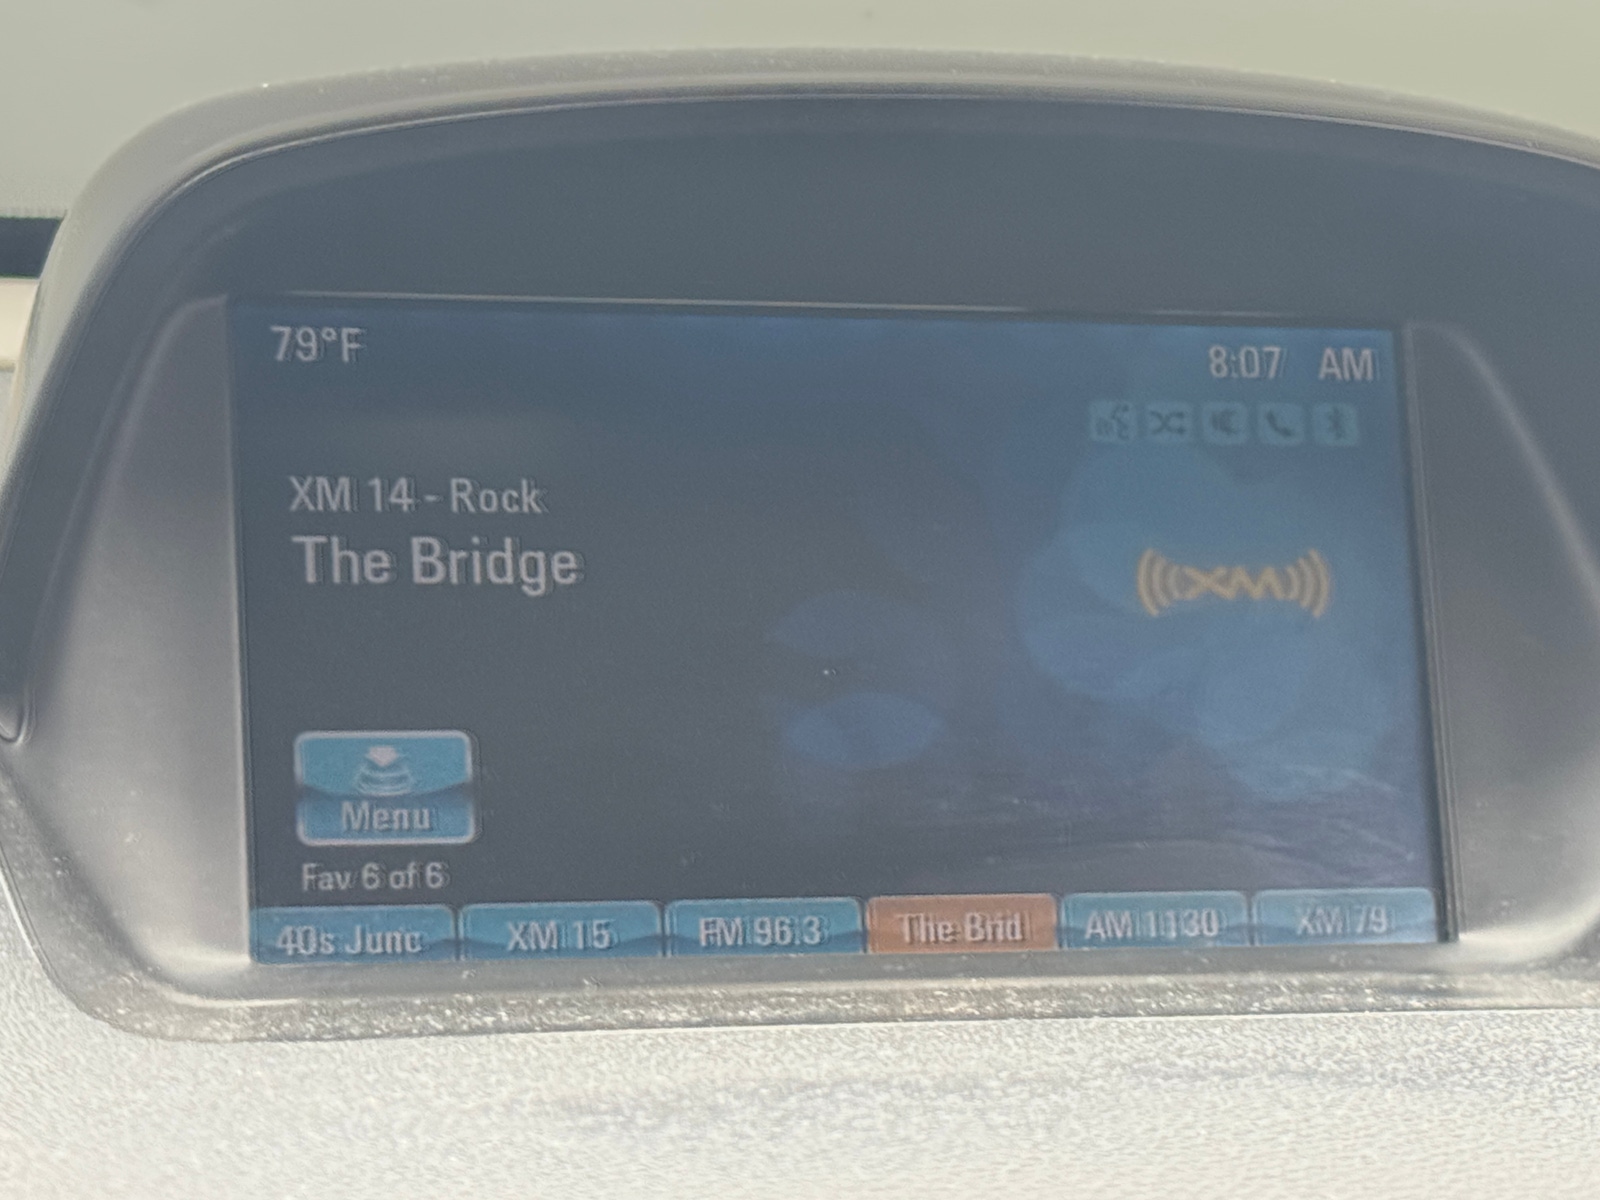 79°F
8:07 AM
XM 14 - Rock
The Bridge
XM
Menu
Fav 6 of 6
40s Junc
XM 15
FM 96.3
The Brid
AM 1130
XM 79